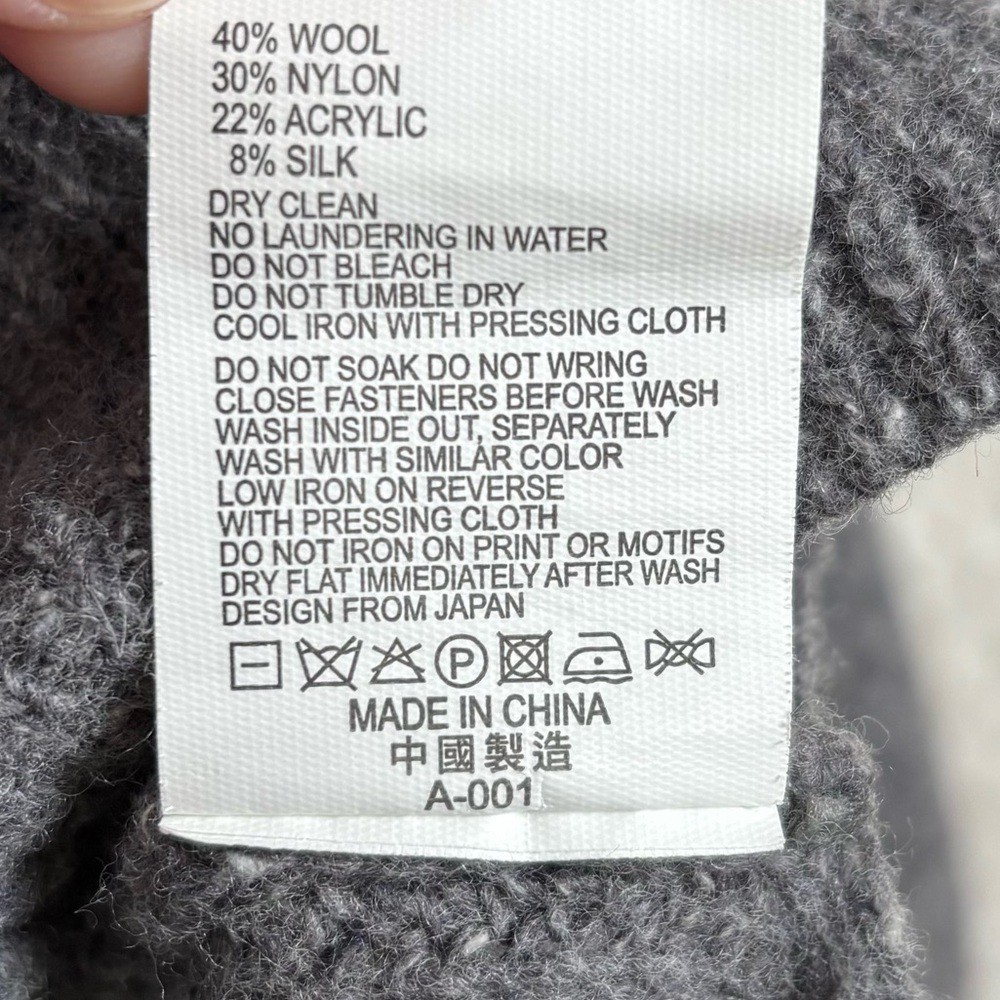 40% WOOL
30% NYLON
22% ACRYLIC
8% SILK
DRY CLEAN
NO LAUNDERING IN WATER
DO NOT BLEACH
DO NOT TUMBLE DRY
COOL IRON WITH PRESSING CLOTH
DO NOT SOAK DO NOT WRING
CLOSE FASTENERS BEFORE WASH
WASH INSIDE OUT, SEPARATELY
WASH WITH SIMILAR COLOR
LOW IRON ON REVERSE
WITH PRESSING CLOTH
DO NOT IRON ON PRINT OR MOTIFS
DRY FLAT IMMEDIATELY AFTER WASH
DESIGN FROM JAPAN
P
MADE IN CHINA
中國製造
A-001